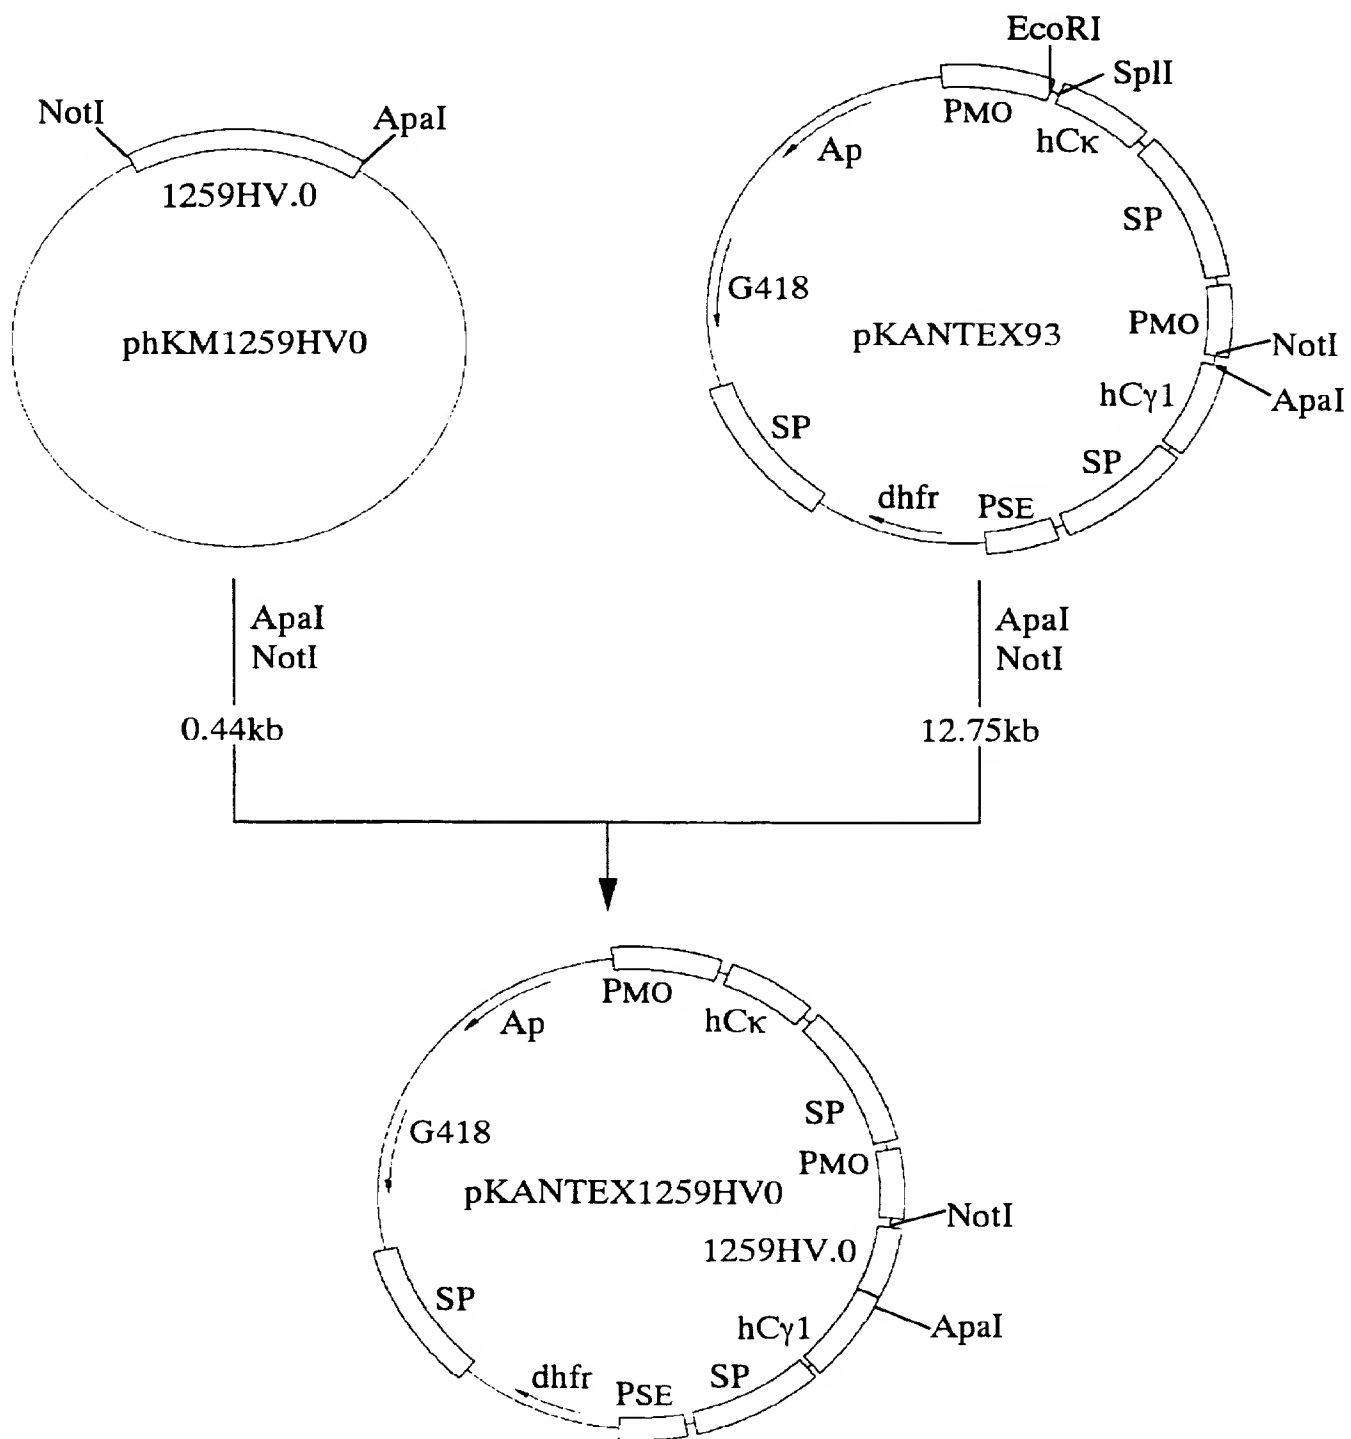 EcoRI
SplI
NotI
ApaI
PMO
hCκ
Ap
1259HV.0
SP
G418
phKM1259HV0
pKANTEX93
PMO
NotI
hCγ1
ApaI
SP
SP
dhfr
PSE
ApaI
NotI
ApaI
NotI
0.44kb
12.75kb
PMO
hCκ
Ap
SP
G418
PMO
pKANTEX1259HV0
NotI
1259HV.0
SP
hCγ1
ApaI
dhfr
PSE
SP